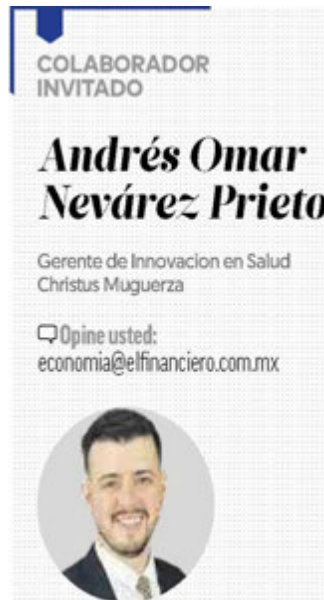 COLABORADOR
INVITADO
Andrés Omar
Nevárez Prieto
Gerente de Innovacion en Salud
Christus Muguerza
Opine usted:
economia@elfinanciero.com.mx